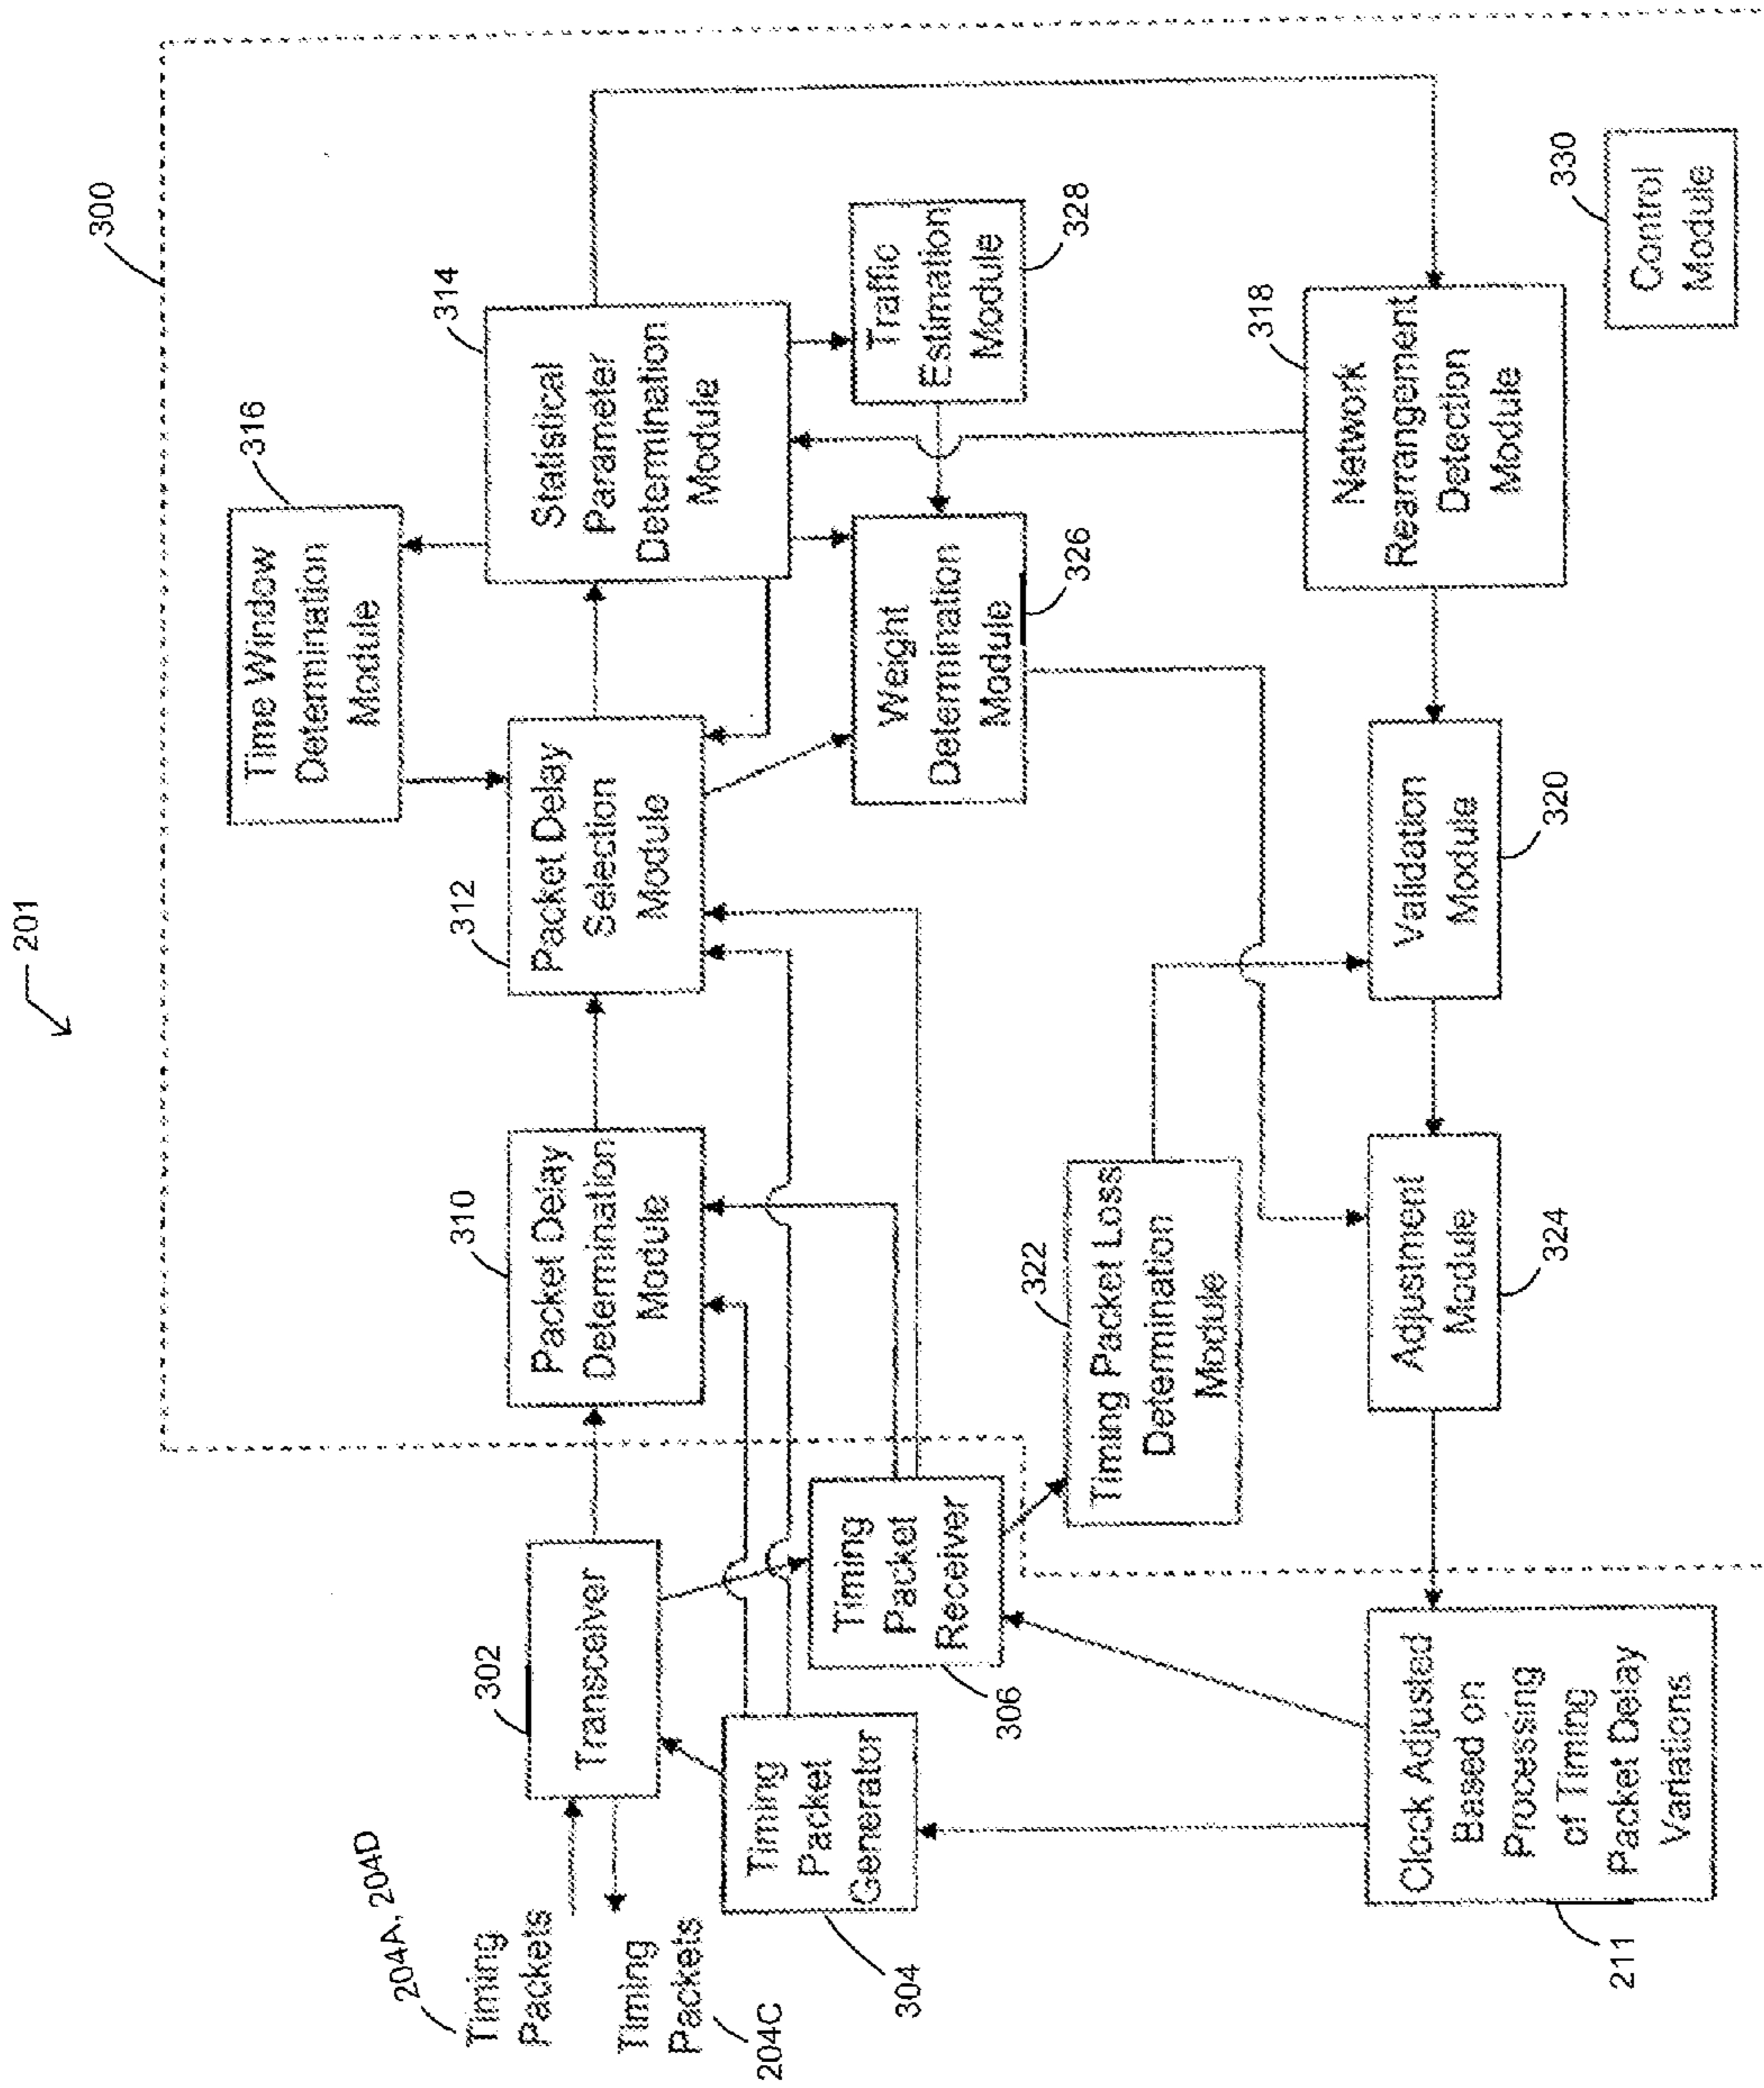 201
300
204A, 204D
Timing
Packets
Timing
Packets
204C
302
Transceiver
310
Packet Delay
Determination
Module
312
Packet Delay
Selection
Module
316
Time Window
Determination
Module
314
Statistical
Parameter
Determination
Module
304
Timing
Packet
Generator
306
Timing
Packet
Receiver
326
Weight
Determination
Module
328
Traffic
Estimation
Module
322
Timing Packet Loss
Determination
Module
211
Clock Adjusted
Based on
Processing
of Timing
Packet Delay
Variations
324
Adjustment
Module
320
Validation
Module
318
Network
Rearrangement
Detection
Module
330
Control
Module